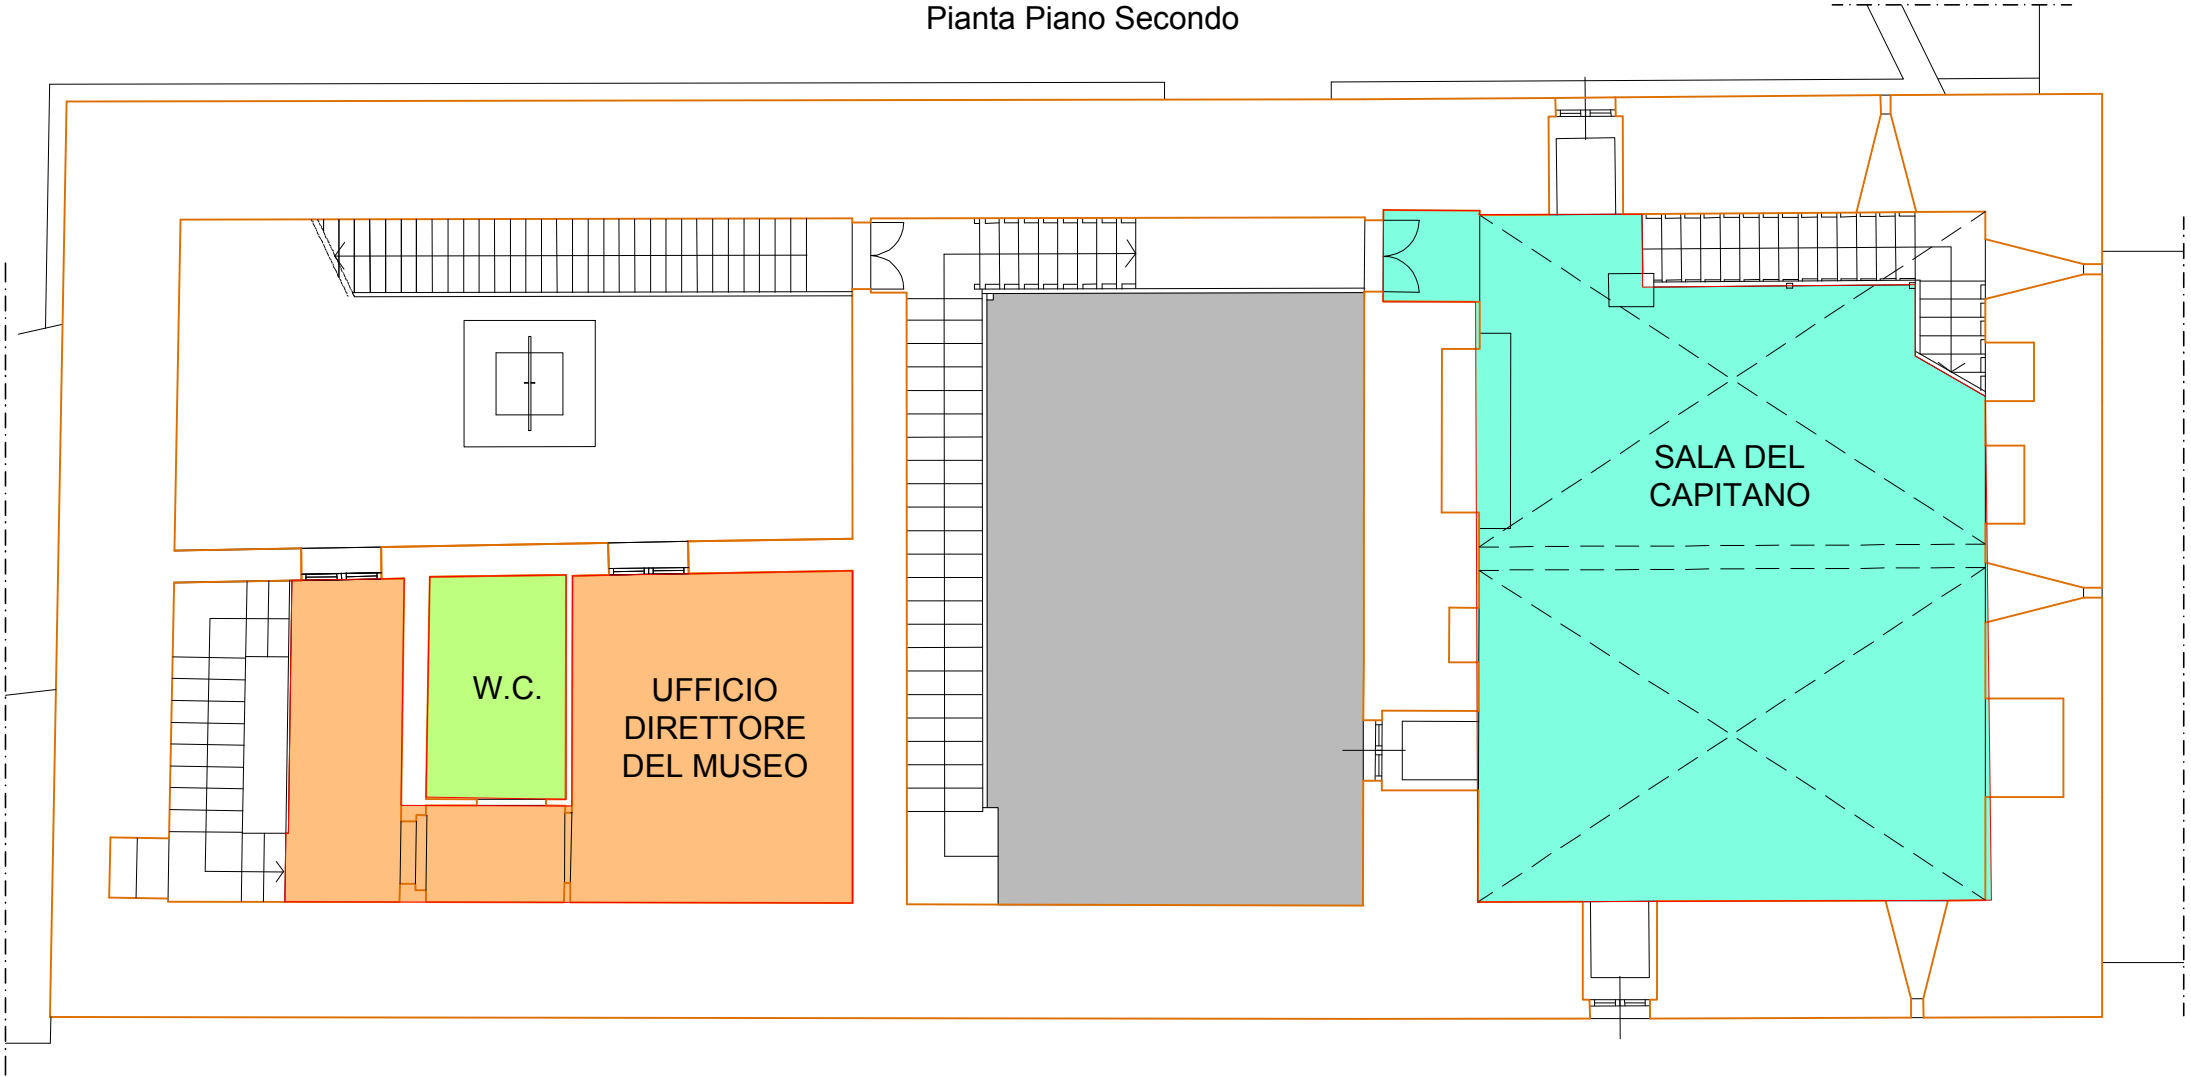 Pianta Piano Secondo
SALA DEL
CAPITANO
W.C.
UFFICIO
DIRETTORE
DEL MUSEO